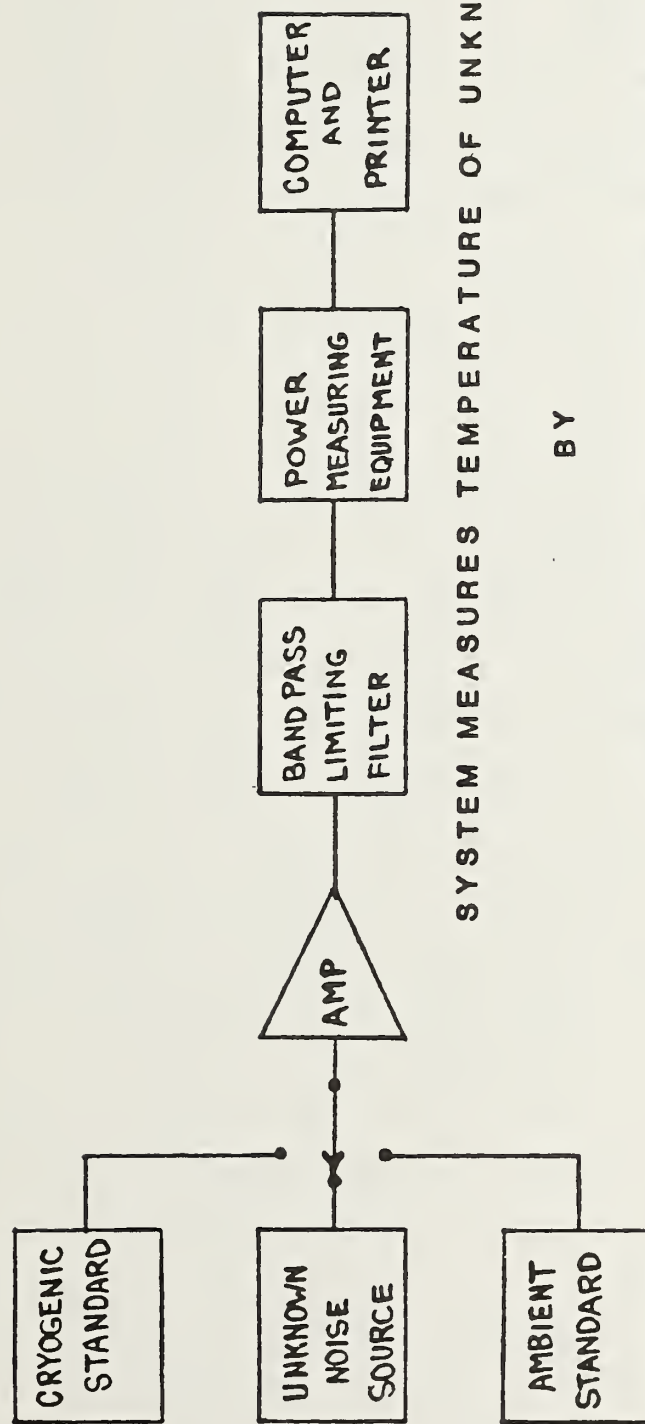 CRYOGENIC
STANDARD
UNKNOWN
NOISE
SOURCE
AMBIENT
STANDARD
AMP
BAND PASS
LIMITING
FILTER
POWER
MEASURING
EQUIPMENT
COMPUTER
AND
PRINTER
SYSTEM MEASURES TEMPERATURE OF UNKN
BY